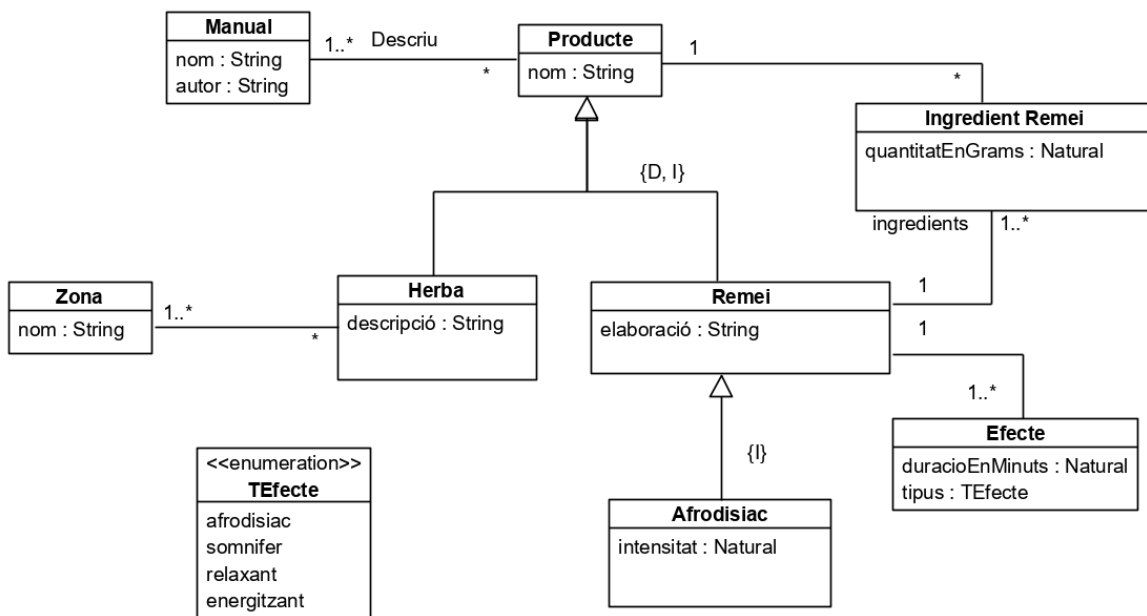 Manual
nom : String
autor : String
1..*
Descriu
*
Producte
nom : String
1
*
Ingredient Remei
quantitatEnGrams : Natural
ingredients
1..*
{D, I}
Zona
nom : String
1..*
*
Herba
descripció : String
Remei
elaboració : String
1
1
1..*
Efecte
duracioEnMinuts : Natural
tipus : TEfecte
{I}
Afrodisiac
intensitat : Natural
<<enumeration>>
TEfecte
afrodisiac
somnifer
relaxant
energitzant